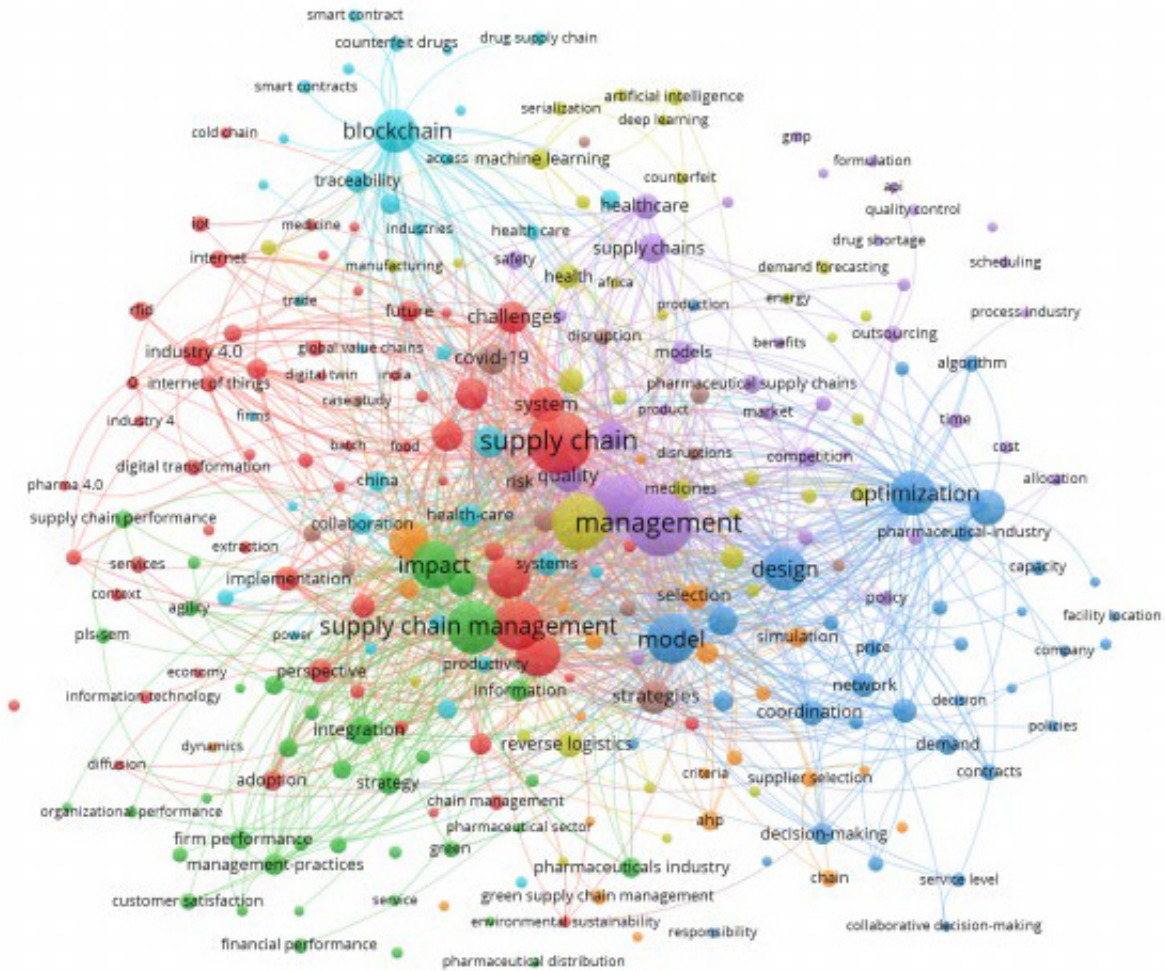 smart contract
counterfeit drugs
drug supply chain
smart contracts
artificial intelligence
serialization
deep learning
cold chain
blockchain
gmp
access
machine learning
formulation
traceability
counterfeit
api
healthcare
quality control
iot
medicine
industries
health care
drug shortage
supply chains
internet
manufacturing
safety
demand forecasting
scheduling
health
africa
trade
production
energy
rfid
future
challenges
process industry
disruption
outsourcing
benefits
industry 4.0
global value chains
covid-19
models
algorithm
digital twin
india
internet of things
pharmaceutical supply chains
case study
system
product
market
firms
industry 4
time
batch
food
supply chain
cost
disruptions
competition
digital transformation
risk
quality
china
allocation
pharma 4.0
medicines
optimization
supply chain performance
collaboration
health-care
management
pharmaceutical-industry
extraction
services
impact
systems
design
capacity
implementation
context
selection
policy
agility
facility location
supply chain management
pls-sem
power
model
simulation
price
company
productivity
economy
perspective
network
information technology
information
strategies
decision
coordination
policies
integration
dynamics
reverse logistics
demand
diffusion
criteria
contracts
adoption
strategy
supplier selection
chain management
organizational performance
ahp
pharmaceutical sector
decision-making
firm performance
green
management-practices
pharmaceuticals industry
chain
service level
green supply chain management
customer satisfaction
service
environmental sustainability
collaborative decision-making
responsibility
financial performance
pharmaceutical distribution